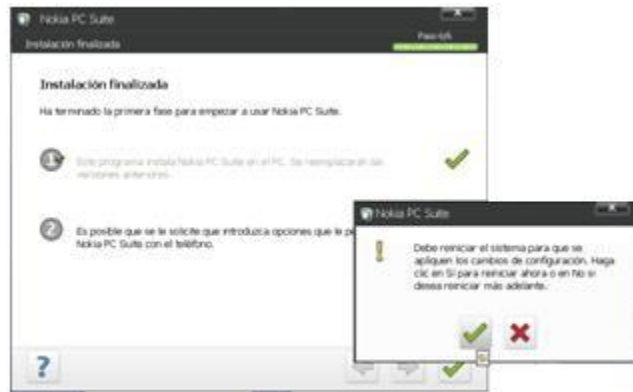 Nokia PC Suite
Instalación finalizada
Paso 6/6
Instalación finalizada
Ha terminado la primera fase para empezar a usar Nokia PC Suite.
Este programa instala Nokia PC Suite en el PC. Se reemplazarán las
versiones anteriores.
2
Es posible que se le solicite que introduzca opciones que le
Nokia PC Suite con el teléfono.
?
Nokia PC Suite
!
Debe reiniciar el sistema para que se
apliquen los cambios de configuración. Haga
clic en Sí para reiniciar ahora o en No si
desea reiniciar más adelante.